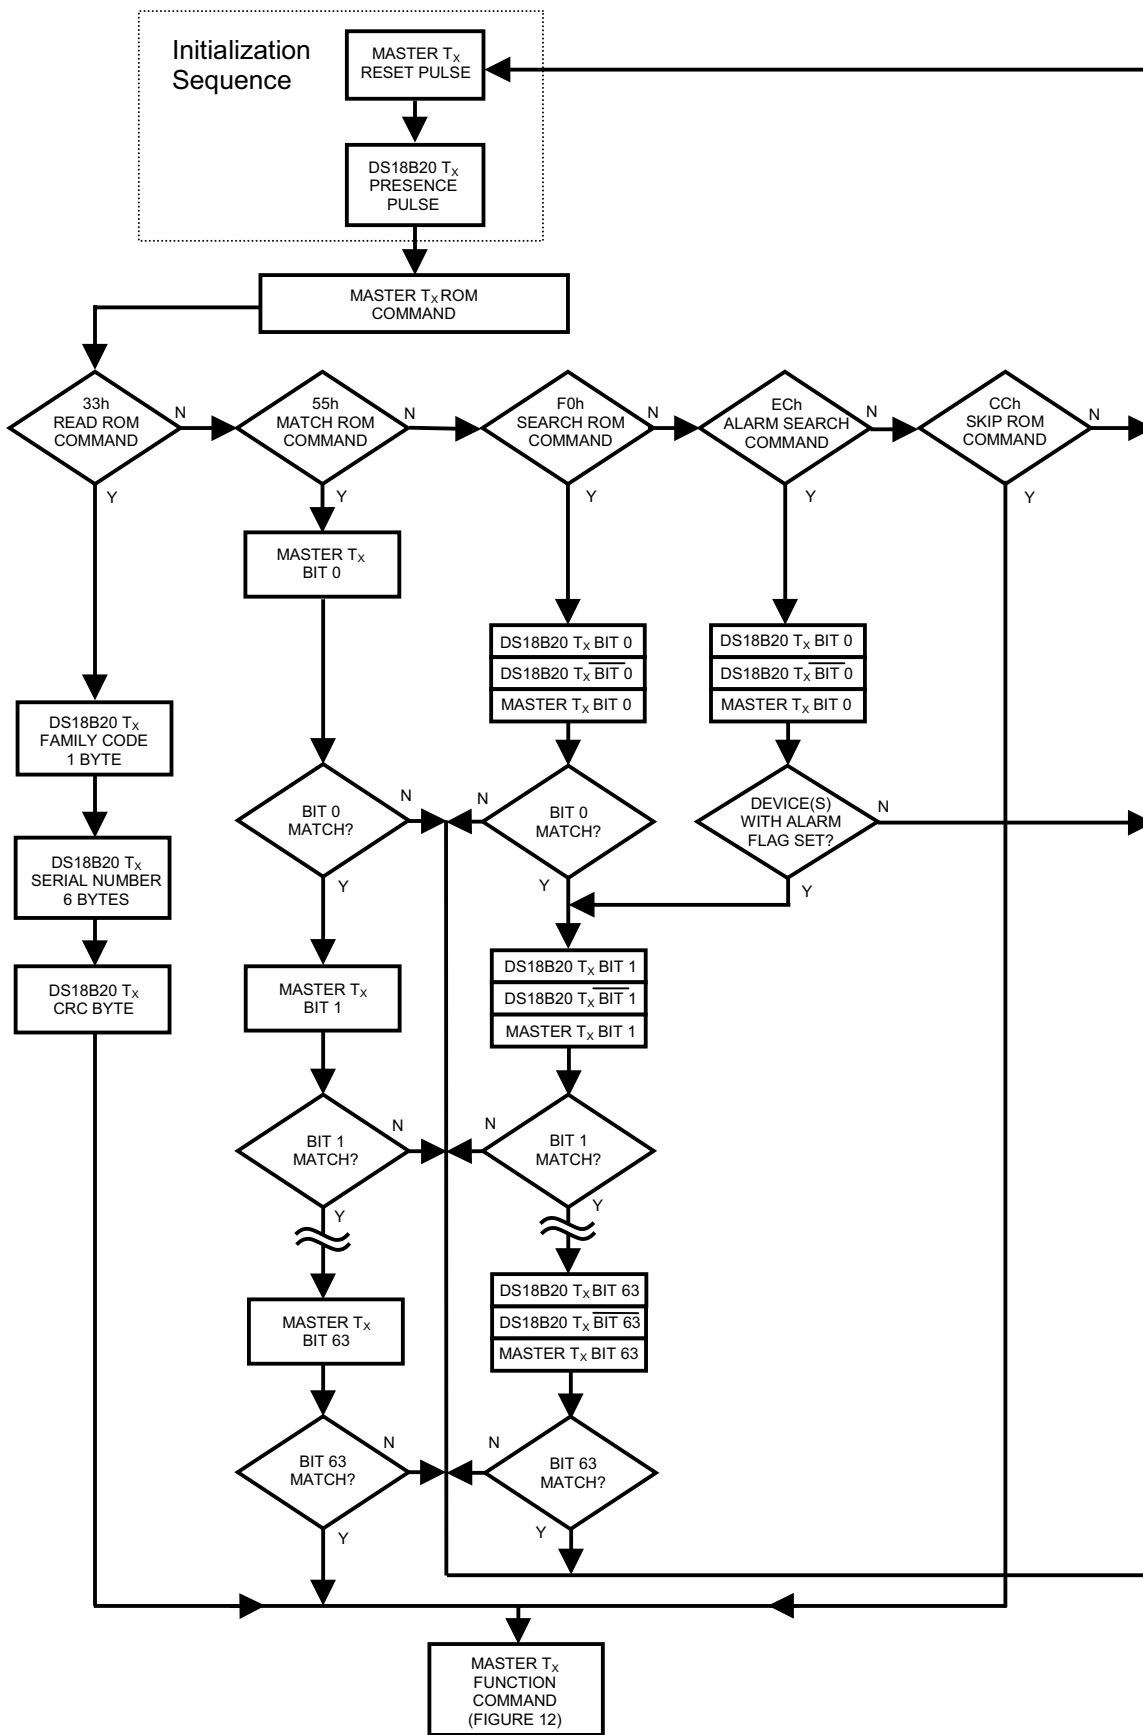 Initialization
Sequence
MASTER TX
RESET PULSE
DS18B20 TX
PRESENCE
PULSE
MASTER TX ROM
COMMAND
33h
READ ROM
COMMAND
N
Y
55h
MATCH ROM
COMMAND
N
Y
F0h
SEARCH ROM
COMMAND
N
Y
ECh
ALARM SEARCH
COMMAND
N
Y
CCh
SKIP ROM
COMMAND
N
Y
MASTER TX
BIT 0
DS18B20 TX BIT 0
DS18B20 TX BIT 0
MASTER TX BIT 0
DS18B20 TX BIT 0
DS18B20 TX BIT 0
MASTER TX BIT 0
DS18B20 TX
FAMILY CODE
1 BYTE
DS18B20 TX
SERIAL NUMBER
6 BYTES
DS18B20 TX
CRC BYTE
BIT 0
MATCH?
N
Y
N
BIT 0
MATCH?
Y
DEVICE(S)
WITH ALARM
FLAG SET?
N
Y
MASTER TX
BIT 1
DS18B20 TX BIT 1
DS18B20 TX BIT 1
MASTER TX BIT 1
BIT 1
MATCH?
N
Y
N
BIT 1
MATCH?
Y
MASTER TX
BIT 63
DS18B20 TX BIT 63
DS18B20 TX BIT 63
MASTER TX BIT 63
BIT 63
MATCH?
N
Y
N
BIT 63
MATCH?
Y
MASTER TX
FUNCTION
COMMAND
(FIGURE 12)